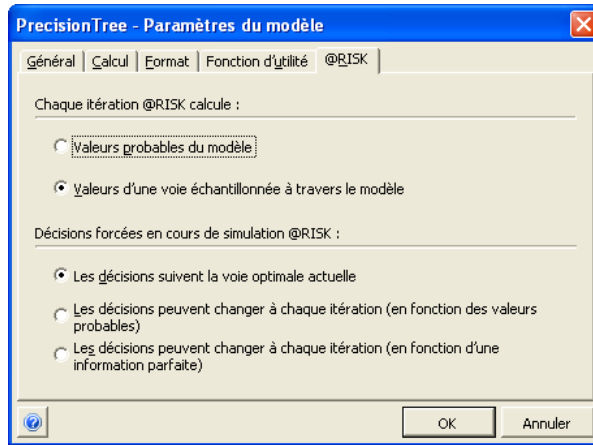 PrecisionTree - Paramètres du modèle
Général
Calcul
Format
Fonction d'utilité
@RISK
Chaque itération @RISK calcule :
Valeurs probables du modèle
Valeurs d'une voie échantillonnée à travers le modèle
Décisions forcées en cours de simulation @RISK :
Les décisions suivent la voie optimale actuelle
Les décisions peuvent changer à chaque itération (en fonction des valeurs
probables)
Les décisions peuvent changer à chaque itération (en fonction d'une
information parfaite)
?
OK
Annuler